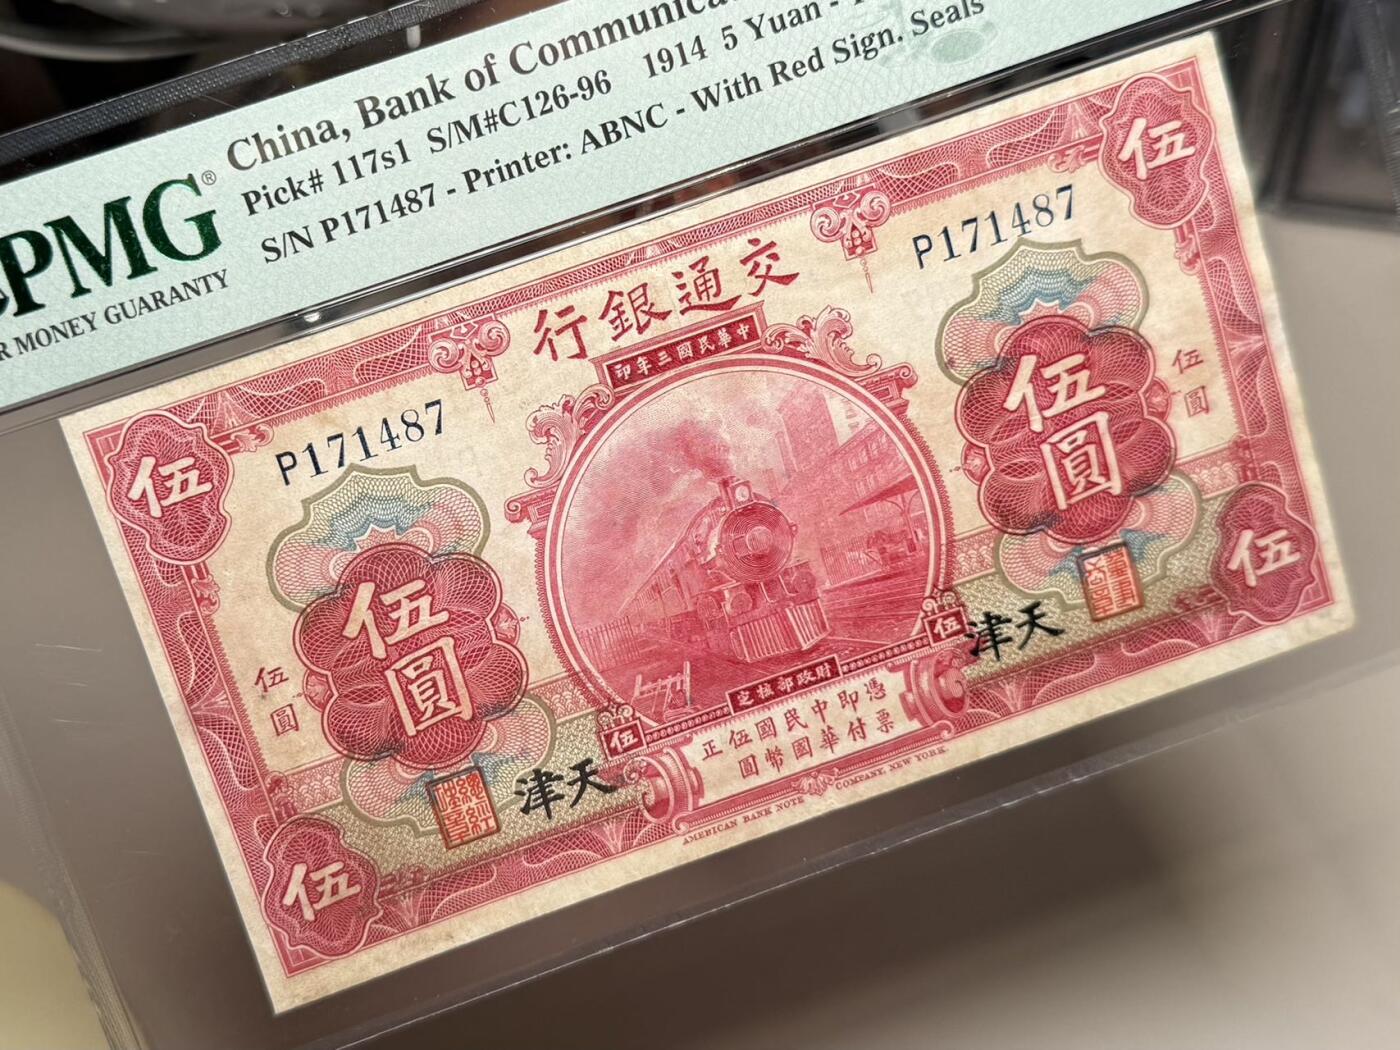 China, Bank of Communica
Pick# 117s1 S/M#C126-96 1914 5 Yuan -
S/N P171487 - Printer: ABNC - With Red Sign. Seals
PMG®
MONEY GUARANTY
行銀通交
印年三國民華中
P171487
P171487
伍
伍
伍圓
伍圓
伍圓
伍圓
伍
伍
伍
伍
定核部政財
津天
津天
正伍國民中即憑
圓幣國華付票
AMERICAN BANK NOTE COMPANY, NEW YORK.